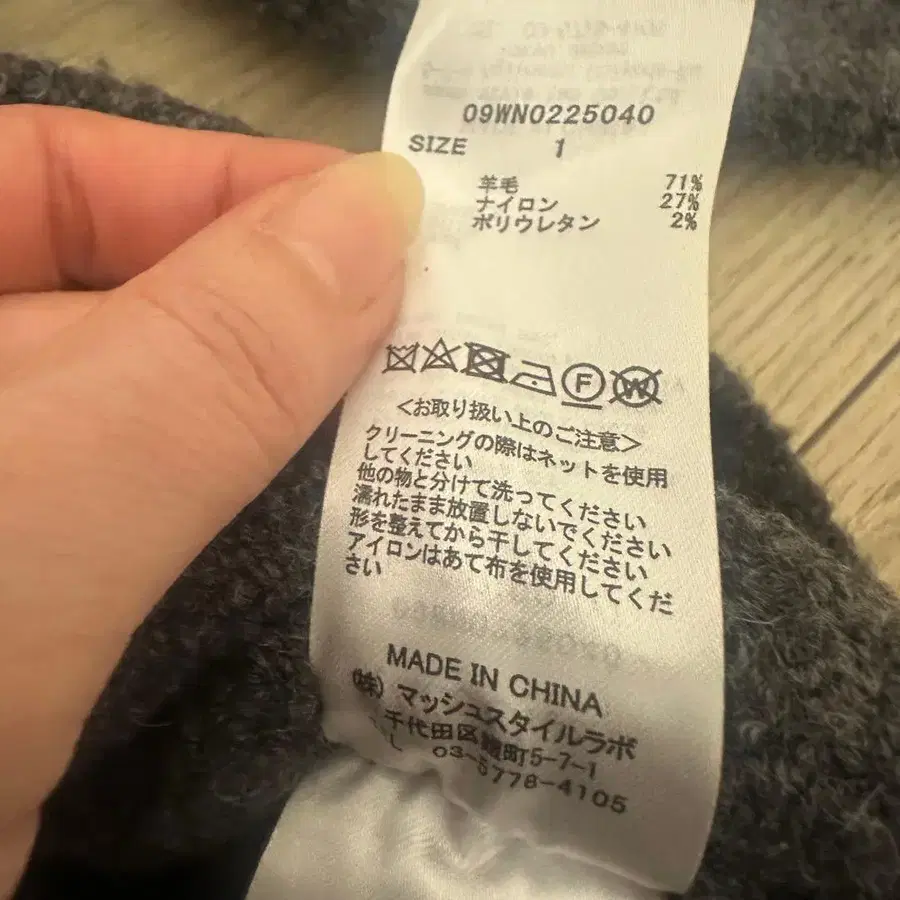 09WN0225040
SIZE 1
羊毛 71%
ナイロン 27%
ポリウレタン 2%
F
W
<お取り扱い上のご注意>
クリーニングの際はネットを使用
してください
他の物と分けて洗ってください
濡れたまま放置しないでください
形を整えてから干してください
アイロンはあて布を使用してくだ
さい
MADE IN CHINA
(株)マッシュスタイルラボ
千代田区麹町5-7-1
03-5778-4105